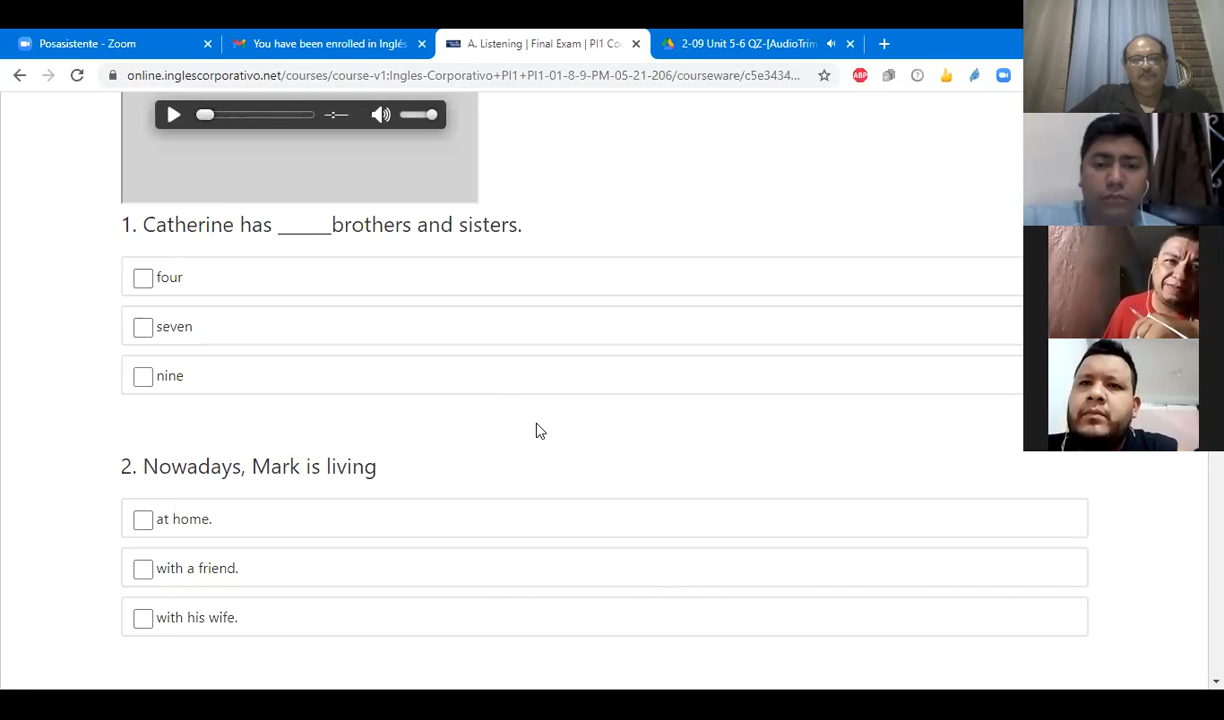 Posasistente - Zoom
You have been enrolled in Inglés
A. Listening | Final Exam | PI1 Co
2-09 Unit 5-6 QZ-[AudioTrim
online.inglescorporativo.net/courses/course-v1:Ingles-Corporativo+PI1+PI1-01-8-9-PM-05-21-206/courseware/c5e3434...
ABP
1. Catherine has ______brothers and sisters.
four
seven
nine
2. Nowadays, Mark is living
at home.
with a friend.
with his wife.